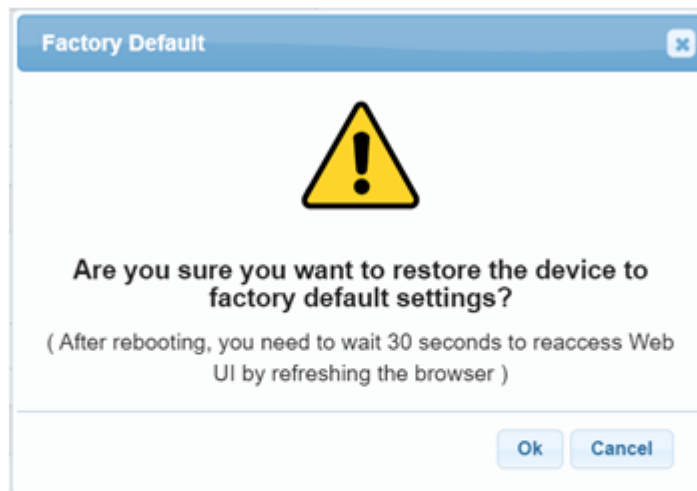 Factory Default
Are you sure you want to restore the device to
factory default settings?
( After rebooting, you need to wait 30 seconds to reaccess Web
UI by refreshing the browser )
Ok Cancel